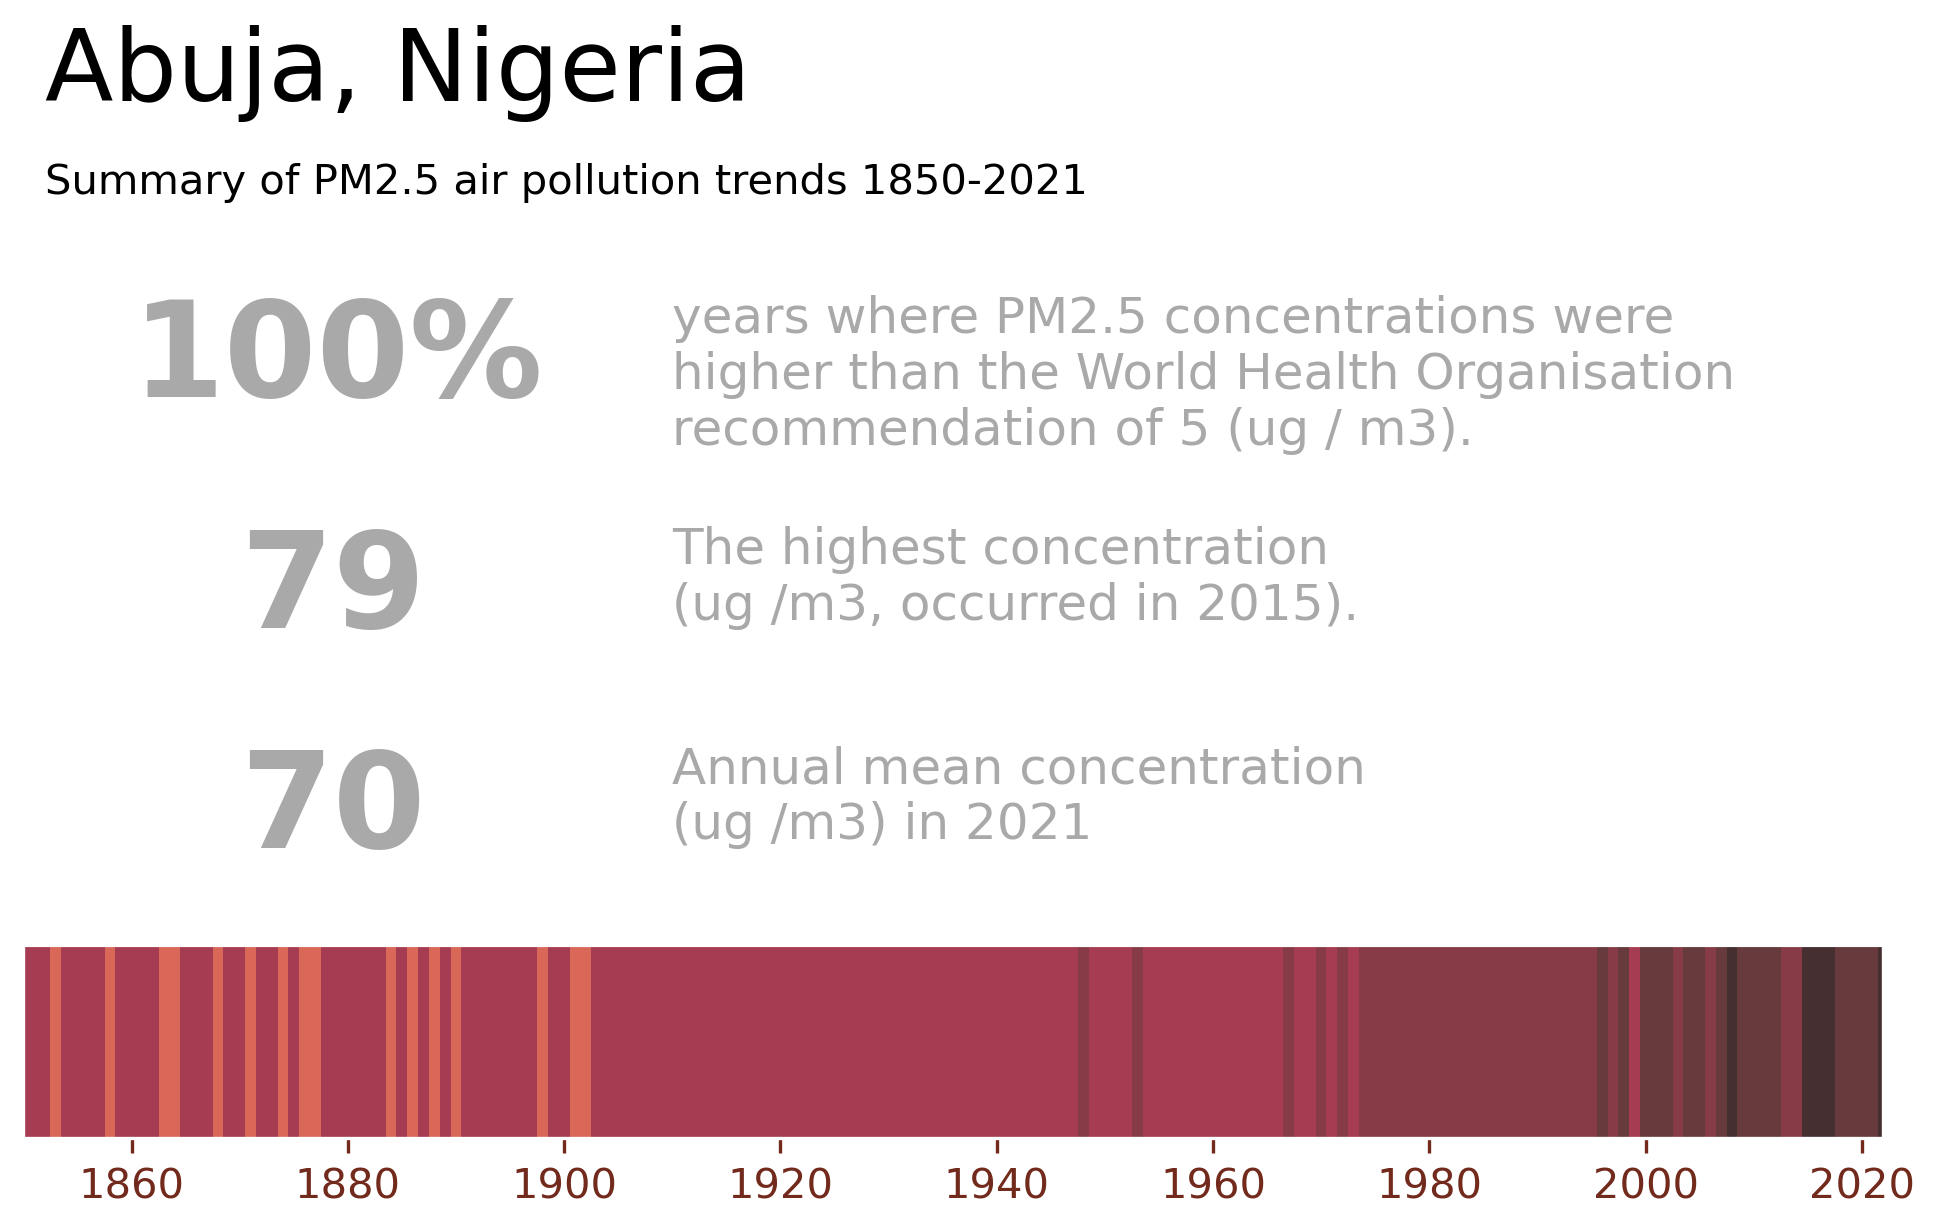 Abuja, Nigeria
Summary of PM2.5 air pollution trends 1850-2021
100%
years where PM2.5 concentrations were
higher than the World Health Organisation
recommendation of 5 (ug / m3).
79
The highest concentration
(ug /m3, occurred in 2015).
70
Annual mean concentration
(ug /m3) in 2021
1860 1880 1900 1920 1940 1960 1980 2000 2020